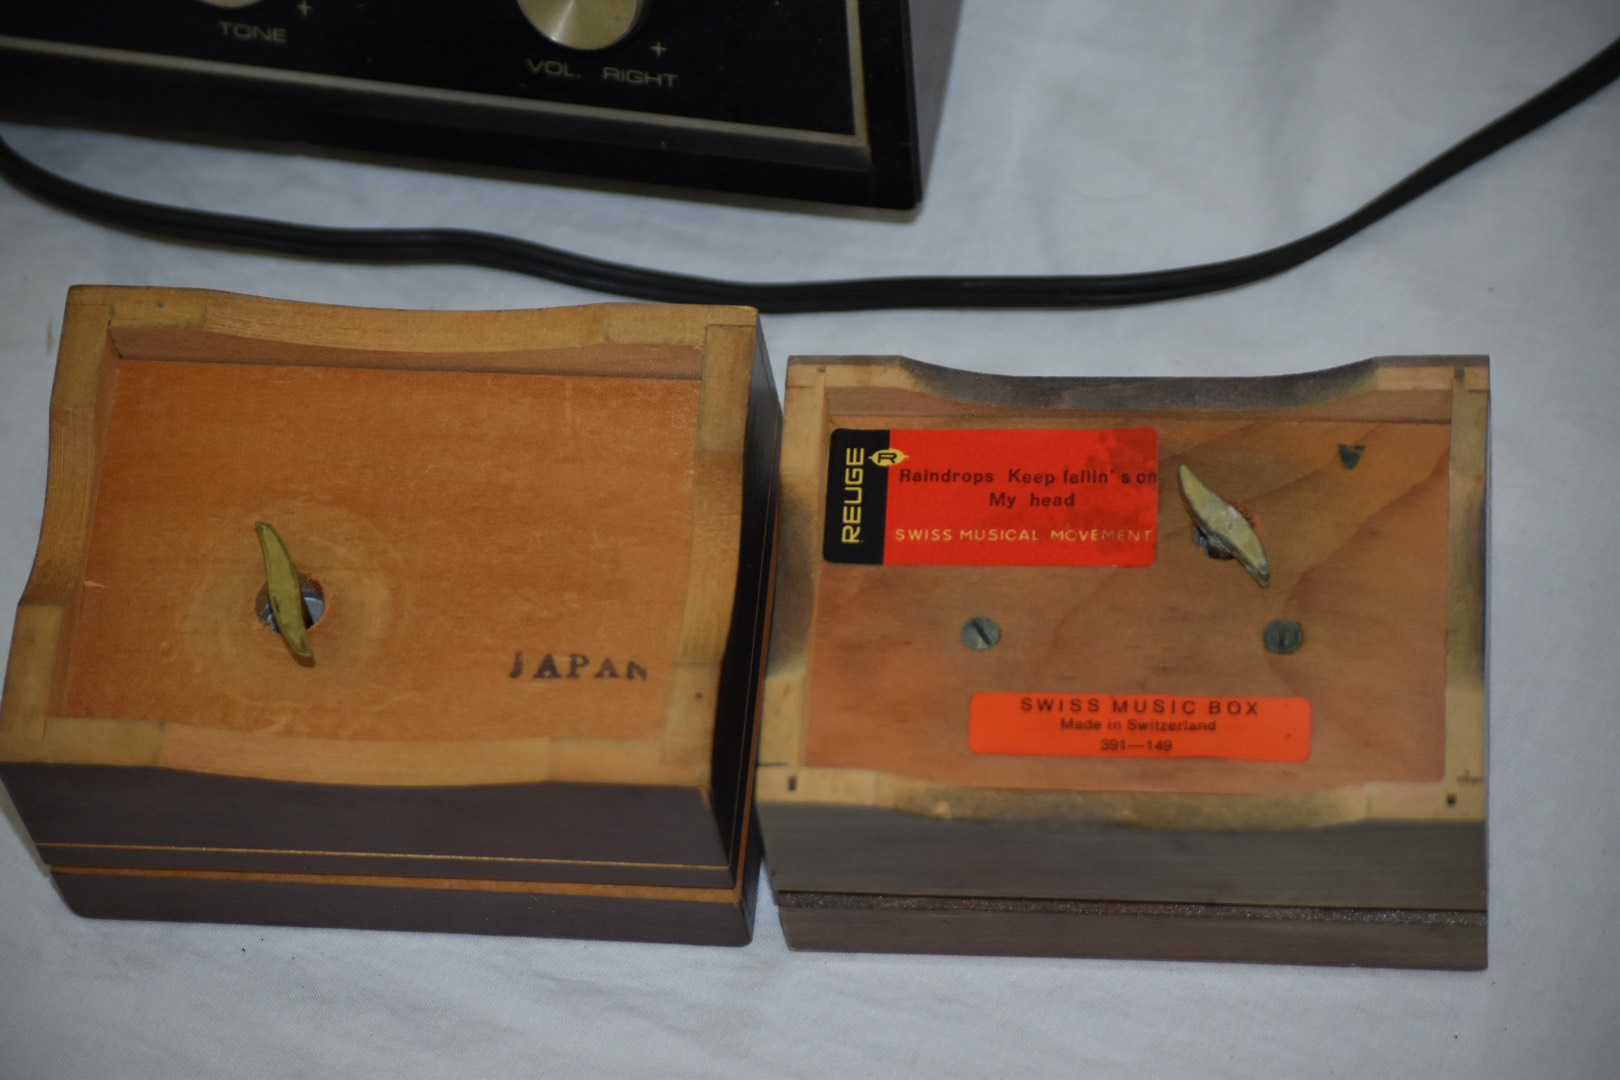 TONE
+
VOL. RIGHT
+
JAPAN
REUGE
R
Raindrops Keep fallin' s on
My head
SWISS MUSICAL MOVEMENT
SWISS MUSIC BOX
Made in Switzerland
391—149